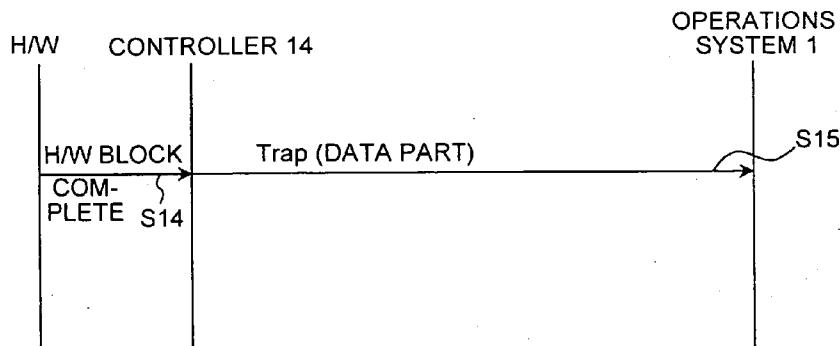 H/W
CONTROLLER 14
OPERATIONS
SYSTEM 1
H/W BLOCK
COM-
PLETE
S14
Trap (DATA PART)
S15